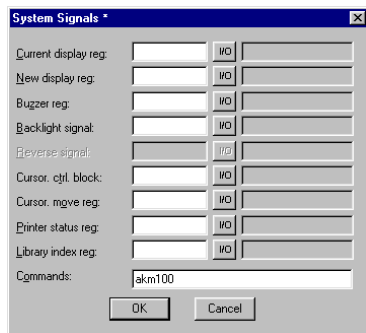 System Signals *
Current display reg: I/O
New display reg: I/O
Buzzer reg: I/O
Backlight signal: I/O
Reverse signal: I/O
Cursor. ctrl. block: I/O
Cursor. move reg: I/O
Printer status reg: I/O
Library index reg: I/O
Commands: akm100
OK Cancel